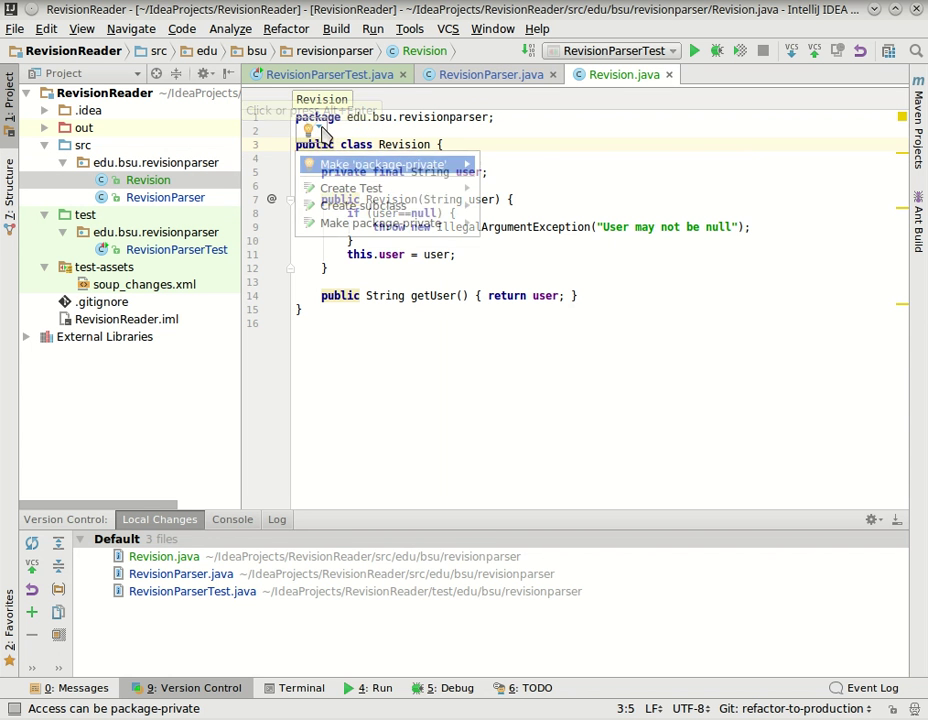 RevisionReader - [~/IdeaProjects/RevisionReader] - [RevisionReader] - ~/IdeaProjects/RevisionReader/src/edu/bsu/revisionparser/Revision.java - IntelliJ IDEA ...
File Edit View Navigate Code Analyze Refactor Build Run Tools VCS Window Help
RevisionReader src edu bsu revisionparser Revision RevisionParserTest VCS VCS
1: Project
7: Structure
2: Favorites
Project
RevisionParserTest.java RevisionParser.java Revision.java
RevisionReader ~/IdeaProjects/
.idea
out
src
edu.bsu.revisionparser
Revision
RevisionParser
test
edu.bsu.revisionparser
RevisionParserTest
test-assets
soup_changes.xml
.gitignore
RevisionReader.iml
External Libraries
Revision
Click or press Alt+Enter
1 package edu.bsu.revisionparser;
2
3 public class Revision {
4
5 private final String user;
6
7 @ public Revision(String user) {
8 if (user==null) {
9 throw new IllegalArgumentException("User may not be null");
10 }
11 this.user = user;
12 }
13
14 public String getUser() { return user; }
15 }
16
Make 'package-private'
Create Test
Create subclass
Make package-private
Maven Projects
Ant Build
Version Control: Local Changes Console Log
Default 3 files
Revision.java ~/IdeaProjects/RevisionReader/src/edu/bsu/revisionparser
RevisionParser.java ~/IdeaProjects/RevisionReader/src/edu/bsu/revisionparser
RevisionParserTest.java ~/IdeaProjects/RevisionReader/test/edu/bsu/revisionparser
VCS
0: Messages 9: Version Control Terminal 4: Run 5: Debug 6: TODO Event Log
Access can be package-private 3:5 LF÷ UTF-8÷ Git: refactor-to-production÷